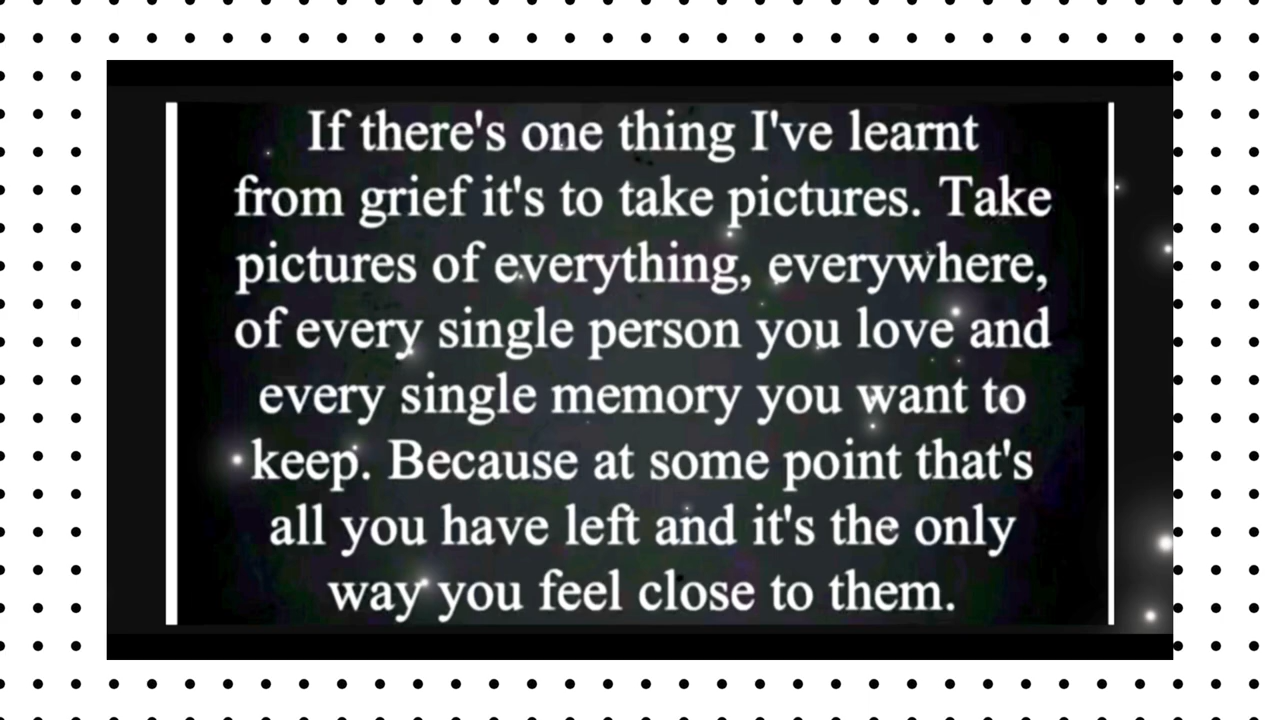 If there's one thing I've learnt
from grief it's to take pictures. Take
pictures of everything, everywhere,
of every single person you love and
every single memory you want to
keep. Because at some point that's
all you have left and it's the only
way you feel close to them.